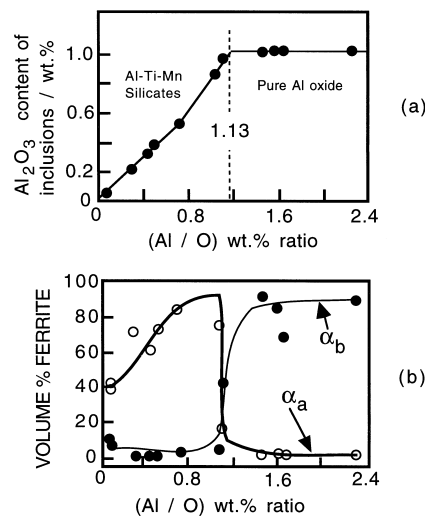 Al₂O₃ content of
inclusions / wt.%
1.0
0.6
0.2
0
Al-Ti-Mn
Silicates
Pure Al oxide
1.13
(a)
0 0.8 1.6 2.4
(Al / O) wt.% ratio
VOLUME % FERRITE
100
80
60
40
20
0
αb
αa
(b)
0 0.8 1.6 2.4
(Al / O) wt.% ratio